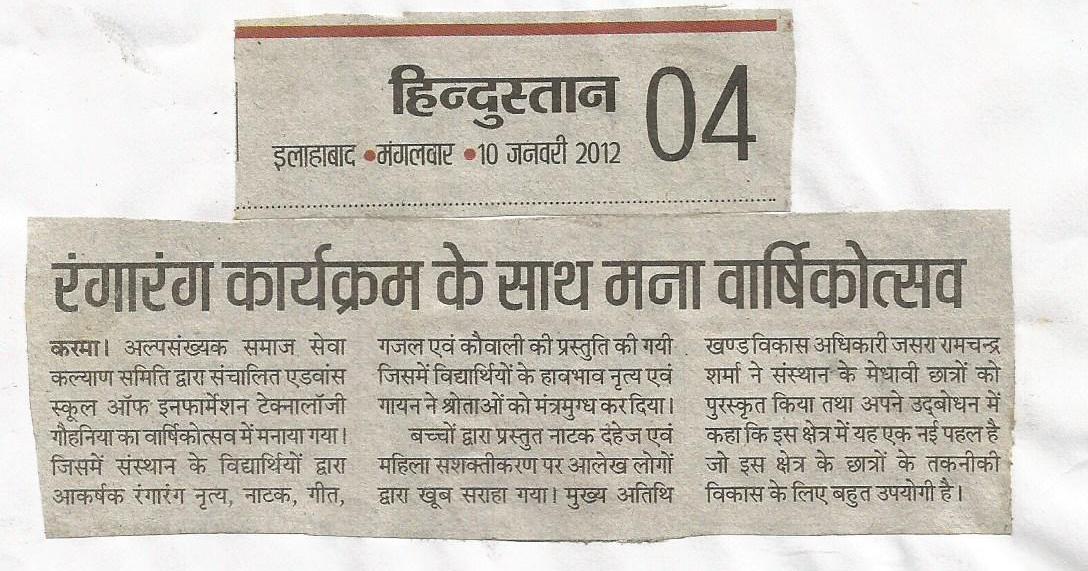 हिन्दुस्तान
04
इलाहाबाद •मंगलवार •10 जनवरी 2012
रंगारंग कार्यक्रम के साथ मना वार्षिकोत्सव
करमा। अल्पसंख्यक समाज सेवा
कल्याण समिति द्वारा संचालित एडवांस
स्कूल ऑफ इनफार्मेशन टेक्नालॉजी
गौहनिया का वार्षिकोत्सव में मनाया गया।
जिसमें संस्थान के विद्यार्थियों द्वारा
आकर्षक रंगारंग नृत्य, नाटक, गीत,
गजल एवं कौवाली की प्रस्तुति की गयी
जिसमें विद्यार्थियों के हावभाव नृत्य एवं
गायन ने श्रोताओं को मंत्रमुग्ध कर दिया।
बच्चों द्वारा प्रस्तुत नाटक दंहेज एवं
महिला सशक्तीकरण पर आलेख लोगों
द्वारा खूब सराहा गया। मुख्य अतिथि
खण्ड विकास अधिकारी जसरा रामचन्द्र
शर्मा ने संस्थान के मेधावी छात्रों को
पुरस्कृत किया तथा अपने उद्बोधन में
कहा कि इस क्षेत्र में यह एक नई पहल है
जो इस क्षेत्र के छात्रों के तकनीकी
विकास के लिए बहुत उपयोगी है।